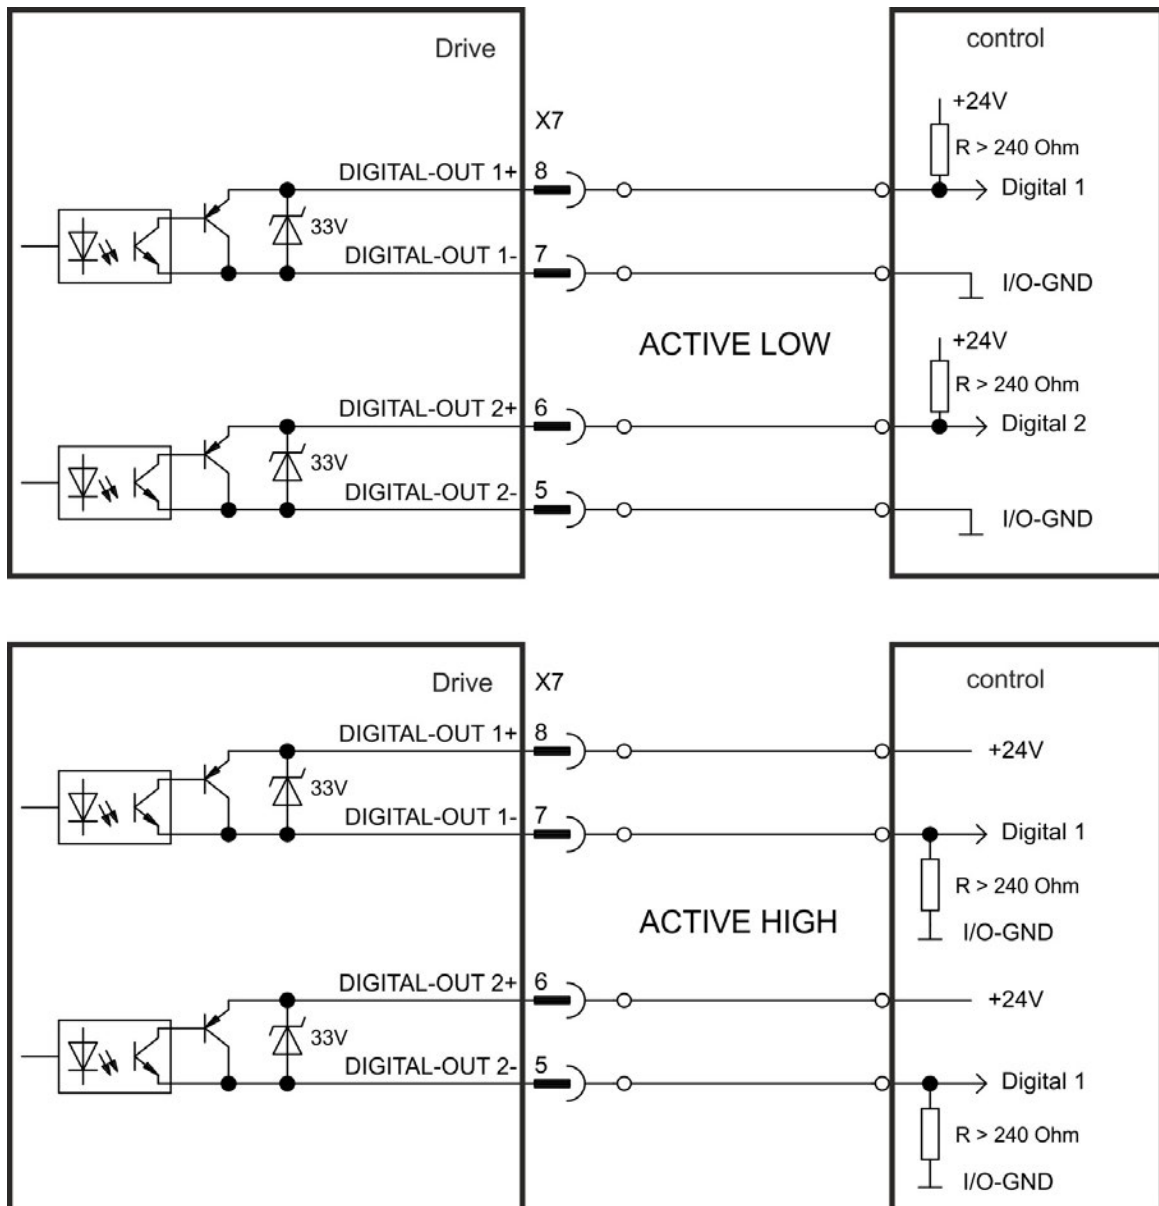 Drive
control
X7
+24V
R > 240 Ohm
DIGITAL-OUT 1+ 8
Digital 1
33V
DIGITAL-OUT 1- 7
I/O-GND
ACTIVE LOW
+24V
R > 240 Ohm
DIGITAL-OUT 2+ 6
Digital 2
33V
DIGITAL-OUT 2- 5
I/O-GND
Drive
X7
control
DIGITAL-OUT 1+ 8
+24V
33V
DIGITAL-OUT 1- 7
Digital 1
R > 240 Ohm
ACTIVE HIGH
I/O-GND
DIGITAL-OUT 2+ 6
+24V
33V
DIGITAL-OUT 2- 5
Digital 1
R > 240 Ohm
I/O-GND